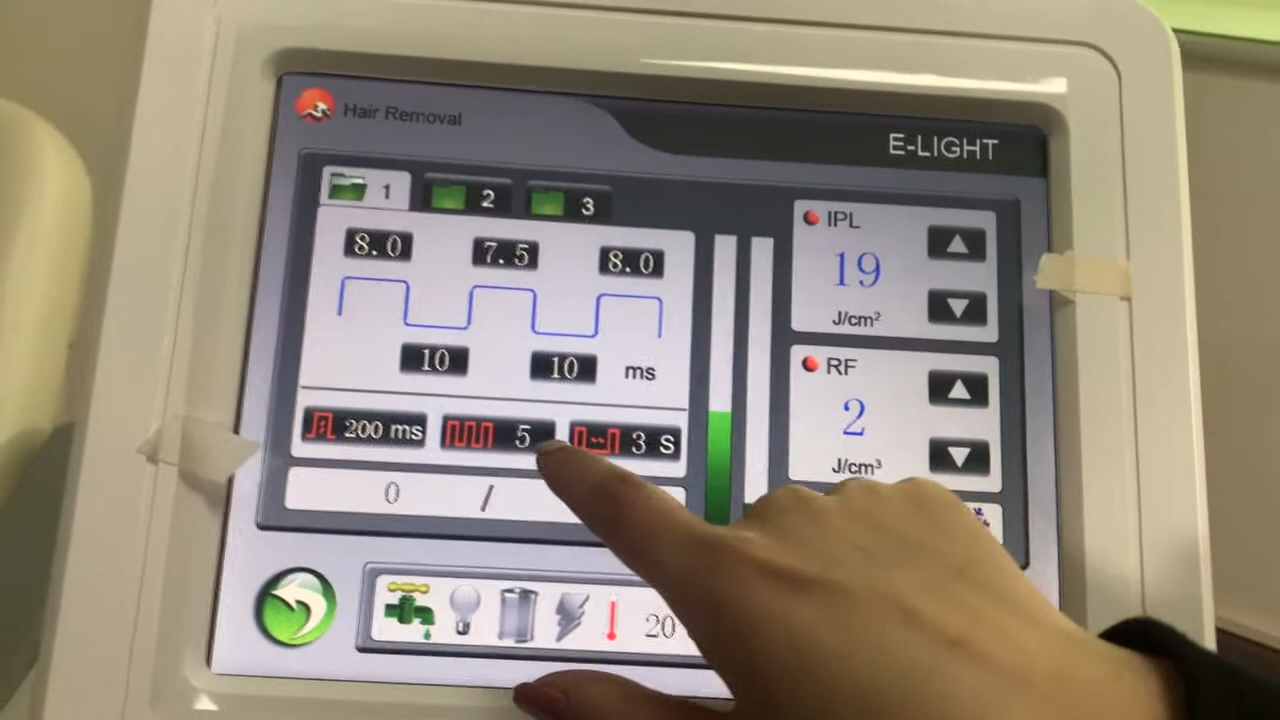 Hair Removal
E-LIGHT
1 2 3
8.0 7.5 8.0
10 10 ms
200 ms 5 3 S
0 /
IPL
19
J/cm²
RF
2
J/cm³
20